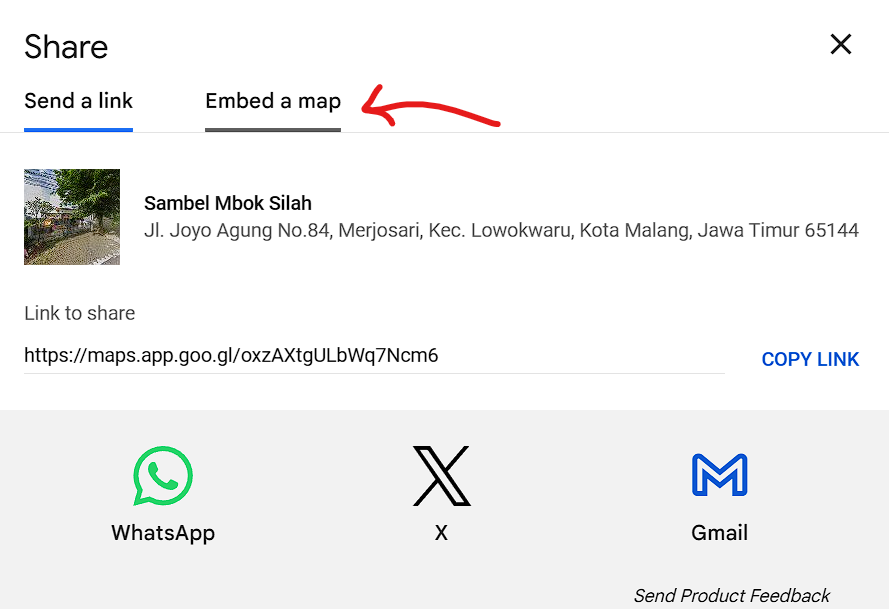 Share
Send a link
Embed a map
Sambel Mbok Silah
Jl. Joyo Agung No.84, Merjosari, Kec. Lowokwaru, Kota Malang, Jawa Timur 65144
Link to share
https://maps.app.goo.gl/oxzAXtgULbWq7Ncm6
COPY LINK
WhatsApp
X
Gmail
Send Product Feedback